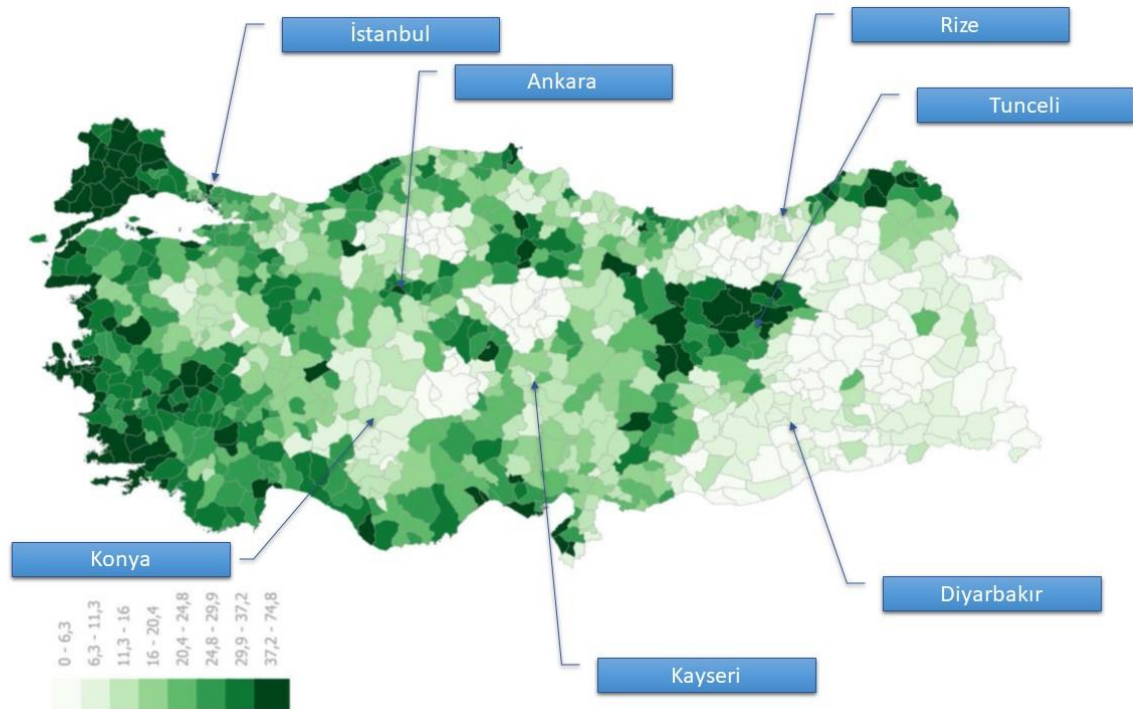 İstanbul
Rize
Ankara
Tunceli
Konya
Diyarbakır
Kayseri
0 - 6,3
6,3 - 11,3
11,3 - 16
16 - 20,4
20,4 - 24,8
24,8 - 29,9
29,9 - 37,2
37,2 - 74,8